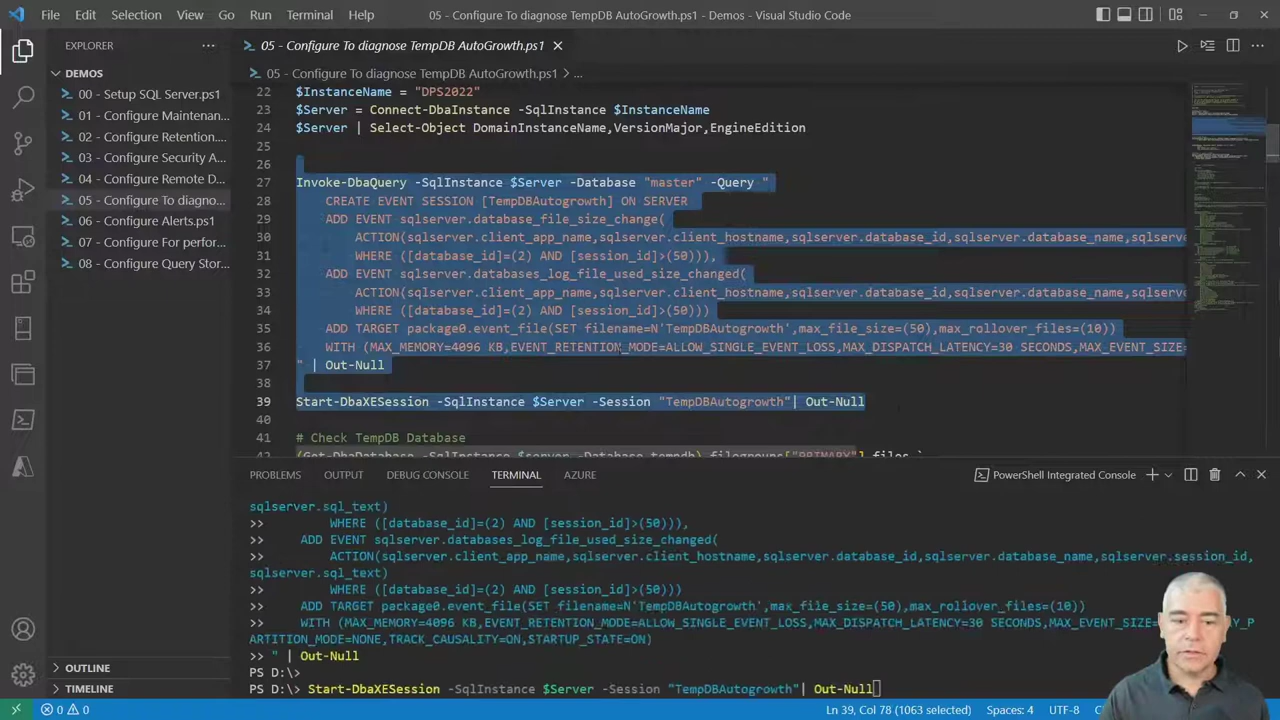 File Edit Selection View Go Run Terminal Help
05 - Configure To diagnose TempDB AutoGrowth.ps1 - Demos - Visual Studio Code
EXPLORER
DEMOS
00 - Setup SQL Server.ps1
01 - Configure Maintenan...
02 - Configure Retention....
03 - Configure Security A...
04 - Configure Remote D...
05 - Configure To diagno...
06 - Configure Alerts.ps1
07 - Configure For perfor...
08 - Configure Query Stor...
OUTLINE
TIMELINE
05 - Configure To diagnose TempDB AutoGrowth.ps1
05 - Configure To diagnose TempDB AutoGrowth.ps1 > ...
22 $InstanceName = "DPS2022"
23 $Server = Connect-DbaInstance -SqlInstance $InstanceName
24 $Server | Select-Object DomainInstanceName,VersionMajor,EngineEdition
25
26
27 Invoke-DbaQuery -SqlInstance $Server -Database "master" -Query "
28 CREATE EVENT SESSION [TempDBAutogrowth] ON SERVER
29 ADD EVENT sqlserver.database_file_size_change(
30 ACTION(sqlserver.client_app_name,sqlserver.client_hostname,sqlserver.database_id,sqlserver.database_name,sqlserve
31 WHERE ([database_id]=(2) AND [session_id]>(50))),
32 ADD EVENT sqlserver.databases_log_file_used_size_changed(
33 ACTION(sqlserver.client_app_name,sqlserver.client_hostname,sqlserver.database_id,sqlserver.database_name,sqlserve
34 WHERE ([database_id]=(2) AND [session_id]>(50)))
35 ADD TARGET package0.event_file(SET filename=N'TempDBAutogrowth',max_file_size=(50),max_rollover_files=(10))
36 WITH (MAX_MEMORY=4096 KB,EVENT_RETENTION_MODE=ALLOW_SINGLE_EVENT_LOSS,MAX_DISPATCH_LATENCY=30 SECONDS,MAX_EVENT_SIZE=
37 " | Out-Null
38
39 Start-DbaXESession -SqlInstance $Server -Session "TempDBAutogrowth"| Out-Null
40
41 # Check TempDB Database
42 (Get-DbaDatabase -SqlInstance $server -Database tempdb).filegroups["PRIMARY"].files `
PROBLEMS OUTPUT DEBUG CONSOLE TERMINAL AZURE
PowerShell Integrated Console
sqlserver.sql_text)
>> WHERE ([database_id]=(2) AND [session_id]>(50))),
>> ADD EVENT sqlserver.databases_log_file_used_size_changed(
>> ACTION(sqlserver.client_app_name,sqlserver.client_hostname,sqlserver.database_id,sqlserver.database_name,sqlserver.session_id,
sqlserver.sql_text)
>> WHERE ([database_id]=(2) AND [session_id]>(50)))
>> ADD TARGET package0.event_file(SET filename=N'TempDBAutogrowth',max_file_size=(50),max_rollover_files=(10))
>> WITH (MAX_MEMORY=4096 KB,EVENT_RETENTION_MODE=ALLOW_SINGLE_EVENT_LOSS,MAX_DISPATCH_LATENCY=30 SECONDS,MAX_EVENT_SIZE=
ARTITION_MODE=NONE,TRACK_CAUSALITY=ON,STARTUP_STATE=ON)
>> " | Out-Null
PS D:\>
PS D:\> Start-DbaXESession -SqlInstance $Server -Session "TempDBAutogrowth"| Out-Null
0 0
Ln 39, Col 78 (1063 selected) Spaces: 4 UTF-8